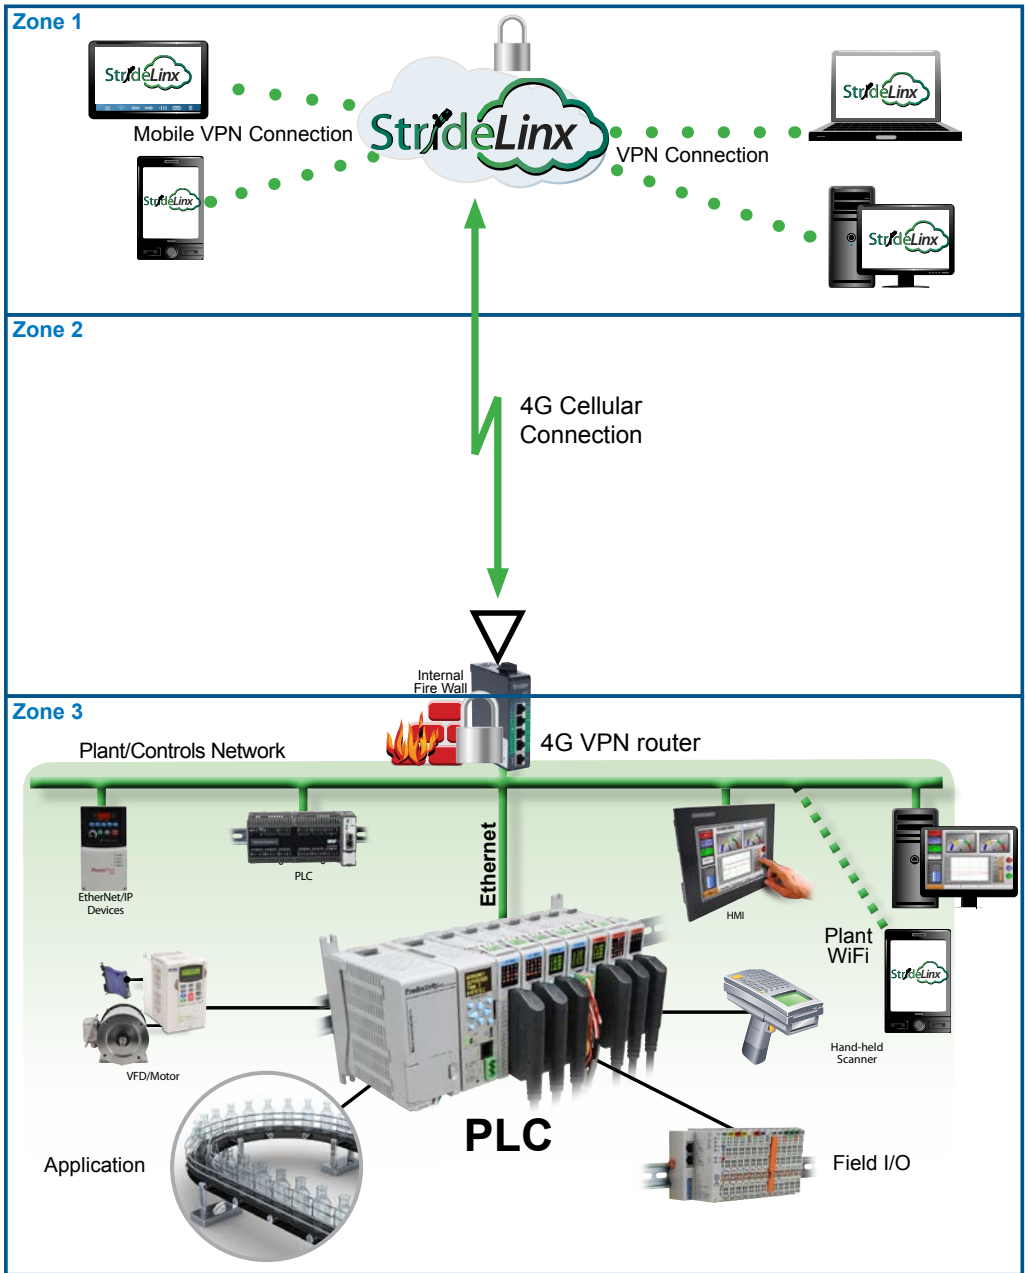 Zone 1
StrideLinx
StrideLinx
StrideLinx
Mobile VPN Connection
VPN Connection
StrideLinx
StrideLinx
Zone 2
4G Cellular
Connection
Internal
Fire Wall
Zone 3
4G VPN router
Plant/Controls Network
Ethernet
EtherNet/IP
Devices
PLC
HMI
Plant
WiFi
StrideLinx
Productivity
Hand-held
Scanner
VFD/Motor
PLC
Application
Field I/O